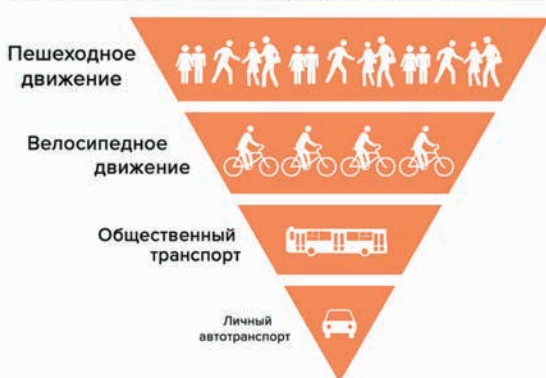 Пешеходное
движение
Велосипедное
движение
Общественный
транспорт
Личный
автотранспорт